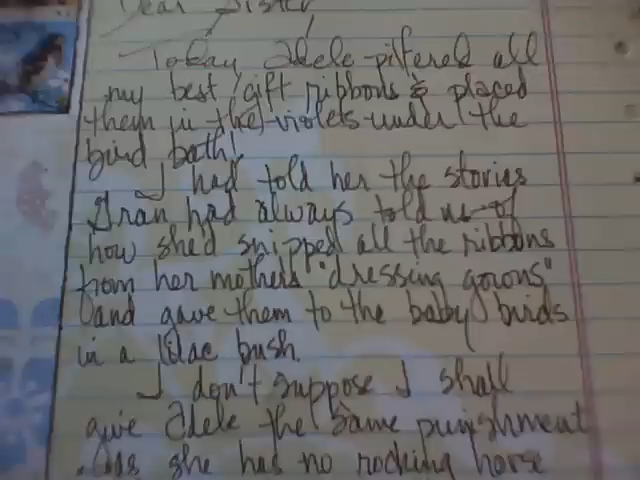 Dear Sister,
Today Adele pilfered all
my best gift ribbons & placed
them in the violets under the
bird bath!
I had told her the stories
Gran had always told us of
how she'd snipped all the ribbons
from her mothers "dressing gowns"
and gave them to the baby birds
in a lilac bush.
I don't suppose I shall
give Adele the same punishment
as she has no rocking horse